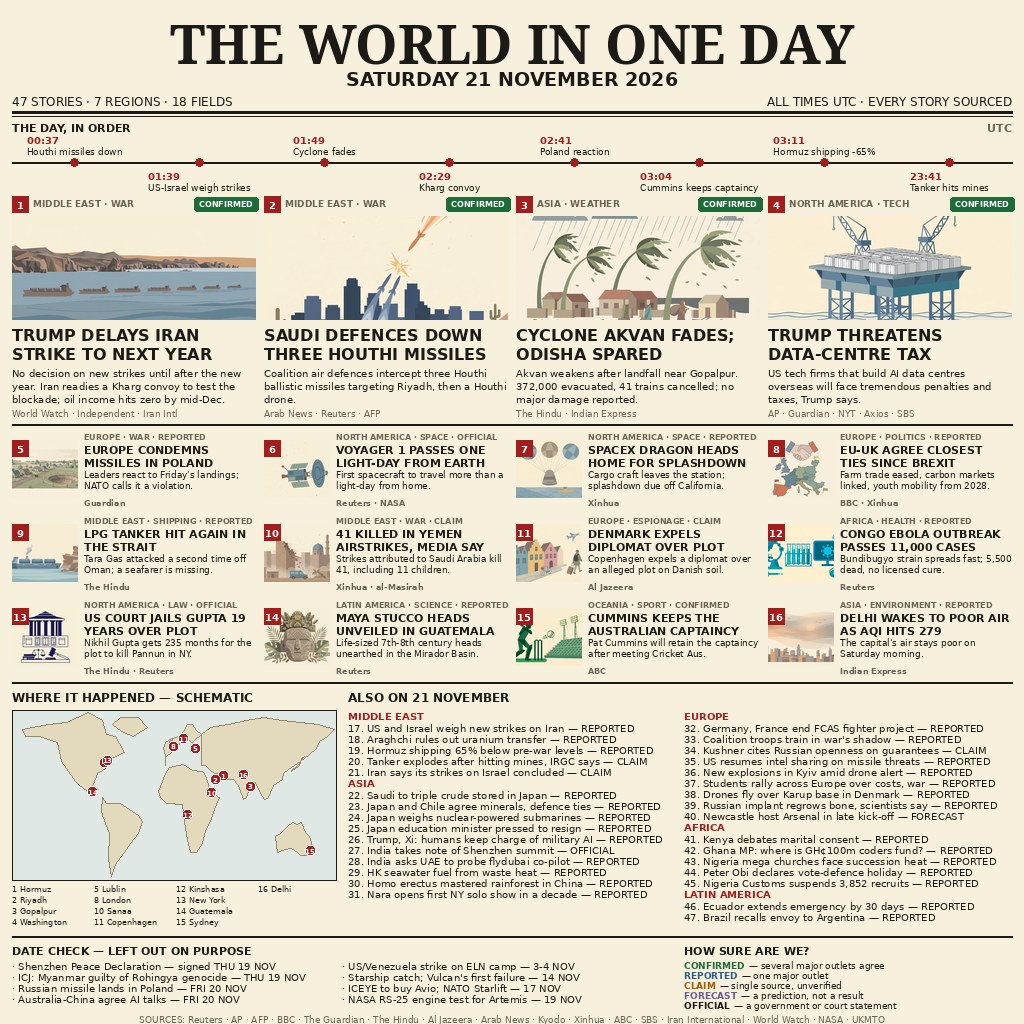 THE WORLD IN ONE DAY
SATURDAY 21 NOVEMBER 2026
47 STORIES · 7 REGIONS · 18 FIELDS
ALL TIMES UTC · EVERY STORY SOURCED
THE DAY, IN ORDER
UTC
00:37
Houthi missiles down
01:49
Cyclone fades
02:41
Poland reaction
03:11
Hormuz shipping -65%
01:39
US-Israel weigh strikes
02:29
Kharg convoy
03:04
Cummins keeps captaincy
23:41
Tanker hits mines
1 MIDDLE EAST · WAR CONFIRMED
TRUMP DELAYS IRAN
STRIKE TO NEXT YEAR
No decision on new strikes until after the new
year. Iran readies a Kharg convoy to test the
blockade; oil income hits zero by mid-Dec.
World Watch · Independent · Iran Intl
2 MIDDLE EAST · WAR CONFIRMED
SAUDI DEFENCES DOWN
THREE HOUTHI MISSILES
Coalition air defences intercept three Houthi
ballistic missiles targeting Riyadh, then a Houthi
drone.
Arab News · Reuters · AFP
3 ASIA · WEATHER CONFIRMED
CYCLONE AKVAN FADES;
ODISHA SPARED
Akvan weakens after landfall near Gopalpur.
372,000 evacuated, 41 trains cancelled; no
major damage reported.
The Hindu · Indian Express
4 NORTH AMERICA · TECH CONFIRMED
TRUMP THREATENS
DATA-CENTRE TAX
US tech firms that build AI data centres
overseas will face tremendous penalties and
taxes, Trump says.
AP · Guardian · NYT · Axios · SBS
5
EUROPE · WAR · REPORTED
EUROPE CONDEMNS
MISSILES IN POLAND
Leaders react to Friday's landings;
NATO calls it a violation.
Guardian
6
NORTH AMERICA · SPACE · OFFICIAL
VOYAGER 1 PASSES ONE
LIGHT-DAY FROM EARTH
First spacecraft to travel more than a
light-day from home.
Reuters · NASA
7
NORTH AMERICA · SPACE · REPORTED
SPACEX DRAGON HEADS
HOME FOR SPLASHDOWN
Cargo craft leaves the station;
splashdown due off California.
Xinhua
8
EUROPE · POLITICS · REPORTED
EU-UK AGREE CLOSEST
TIES SINCE BREXIT
Farm trade eased, carbon markets
linked, youth mobility from 2028.
BBC · Xinhua
9
MIDDLE EAST · SHIPPING · REPORTED
LPG TANKER HIT AGAIN IN
THE STRAIT
Tara Gas attacked a second time off
Oman; a seafarer is missing.
The Hindu
10
MIDDLE EAST · WAR · CLAIM
41 KILLED IN YEMEN
AIRSTRIKES, MEDIA SAY
Strikes attributed to Saudi Arabia kill
41, including 11 children.
Xinhua · al-Masirah
11
EUROPE · ESPIONAGE · CLAIM
DENMARK EXPELS
DIPLOMAT OVER PLOT
Copenhagen expels a diplomat over
an alleged plot on Danish soil.
Al Jazeera
12
AFRICA · HEALTH · REPORTED
CONGO EBOLA OUTBREAK
PASSES 11,000 CASES
Bundibugyo strain spreads fast; 5,500
dead, no licensed cure.
Reuters
13
NORTH AMERICA · LAW · OFFICIAL
US COURT JAILS GUPTA 19
YEARS OVER PLOT
Nikhil Gupta gets 235 months for the
plot to kill Pannun in NY.
The Hindu · Reuters
14
LATIN AMERICA · SCIENCE · REPORTED
MAYA STUCCO HEADS
UNVEILED IN GUATEMALA
Life-sized 7th-8th century heads
unearthed in the Mirador Basin.
Reuters
15
OCEANIA · SPORT · CONFIRMED
CUMMINS KEEPS THE
AUSTRALIAN CAPTAINCY
Pat Cummins will retain the captaincy
after meeting Cricket Aus.
ABC
16
ASIA · ENVIRONMENT · REPORTED
DELHI WAKES TO POOR AIR
AS AQI HITS 279
The capital's air stays poor on
Saturday morning.
Indian Express
WHERE IT HAPPENED — SCHEMATIC
1 Hormuz
2 Riyadh
3 Gopalpur
4 Washington
5 Lublin
8 London
10 Sanaa
11 Copenhagen
12 Kinshasa
13 New York
14 Guatemala
15 Sydney
16 Delhi
ALSO ON 21 NOVEMBER
MIDDLE EAST
17. US and Israel weigh new strikes on Iran — REPORTED
18. Araghchi rules out uranium transfer — REPORTED
19. Hormuz shipping 65% below pre-war levels — REPORTED
20. Tanker explodes after hitting mines, IRGC says — CLAIM
21. Iran says its strikes on Israel concluded — CLAIM
ASIA
22. Saudi to triple crude stored in Japan — REPORTED
23. Japan and Chile agree minerals, defence ties — REPORTED
24. Japan weighs nuclear-powered submarines — REPORTED
25. Japan education minister pressed to resign — REPORTED
26. Trump, Xi: humans keep charge of military AI — REPORTED
27. India takes note of Shenzhen summit — OFFICIAL
28. India asks UAE to probe flydubai co-pilot — REPORTED
29. HK seawater fuel from waste heat — REPORTED
30. Homo erectus mastered rainforest in China — REPORTED
31. Nara opens first NY solo show in a decade — REPORTED
EUROPE
32. Germany, France end FCAS fighter project — REPORTED
33. Coalition troops train in war's shadow — REPORTED
34. Kushner cites Russian openness on guarantees — CLAIM
35. US resumes intel sharing on missile threats — REPORTED
36. New explosions in Kyiv amid drone alert — REPORTED
37. Students rally across Europe over costs, war — REPORTED
38. Drones fly over Karup base in Denmark — REPORTED
39. Russian implant regrows bone, scientists say — REPORTED
40. Newcastle host Arsenal in late kick-off — FORECAST
AFRICA
41. Kenya debates marital consent — REPORTED
42. Ghana MP: where is GH¢100m coders fund? — REPORTED
43. Nigeria mega churches face succession heat — REPORTED
44. Peter Obi declares vote-defence holiday — REPORTED
45. Nigeria Customs suspends 3,852 recruits — REPORTED
LATIN AMERICA
46. Ecuador extends emergency by 30 days — REPORTED
47. Brazil recalls envoy to Argentina — REPORTED
DATE CHECK — LEFT OUT ON PURPOSE
· Shenzhen Peace Declaration — signed THU 19 NOV
· ICJ: Myanmar guilty of Rohingya genocide — THU 19 NOV
· Russian missile lands in Poland — FRI 20 NOV
· Australia-China agree AI talks — FRI 20 NOV
· US/Venezuela strike on ELN camp — 3-4 NOV
· Starship catch; Vulcan's first failure — 14 NOV
· ICEYE to buy Avio; NATO Starlift — 17 NOV
· NASA RS-25 engine test for Artemis — 19 NOV
HOW SURE ARE WE?
CONFIRMED — several major outlets agree
REPORTED — one major outlet
CLAIM — single source, unverified
FORECAST — a prediction, not a result
OFFICIAL — a government or court statement
SOURCES: Reuters · AP · AFP · BBC · The Guardian · The Hindu · Al Jazeera · Arab News · Kyodo · Xinhua · ABC · SBS · Iran International · World Watch · NASA · UKMTO